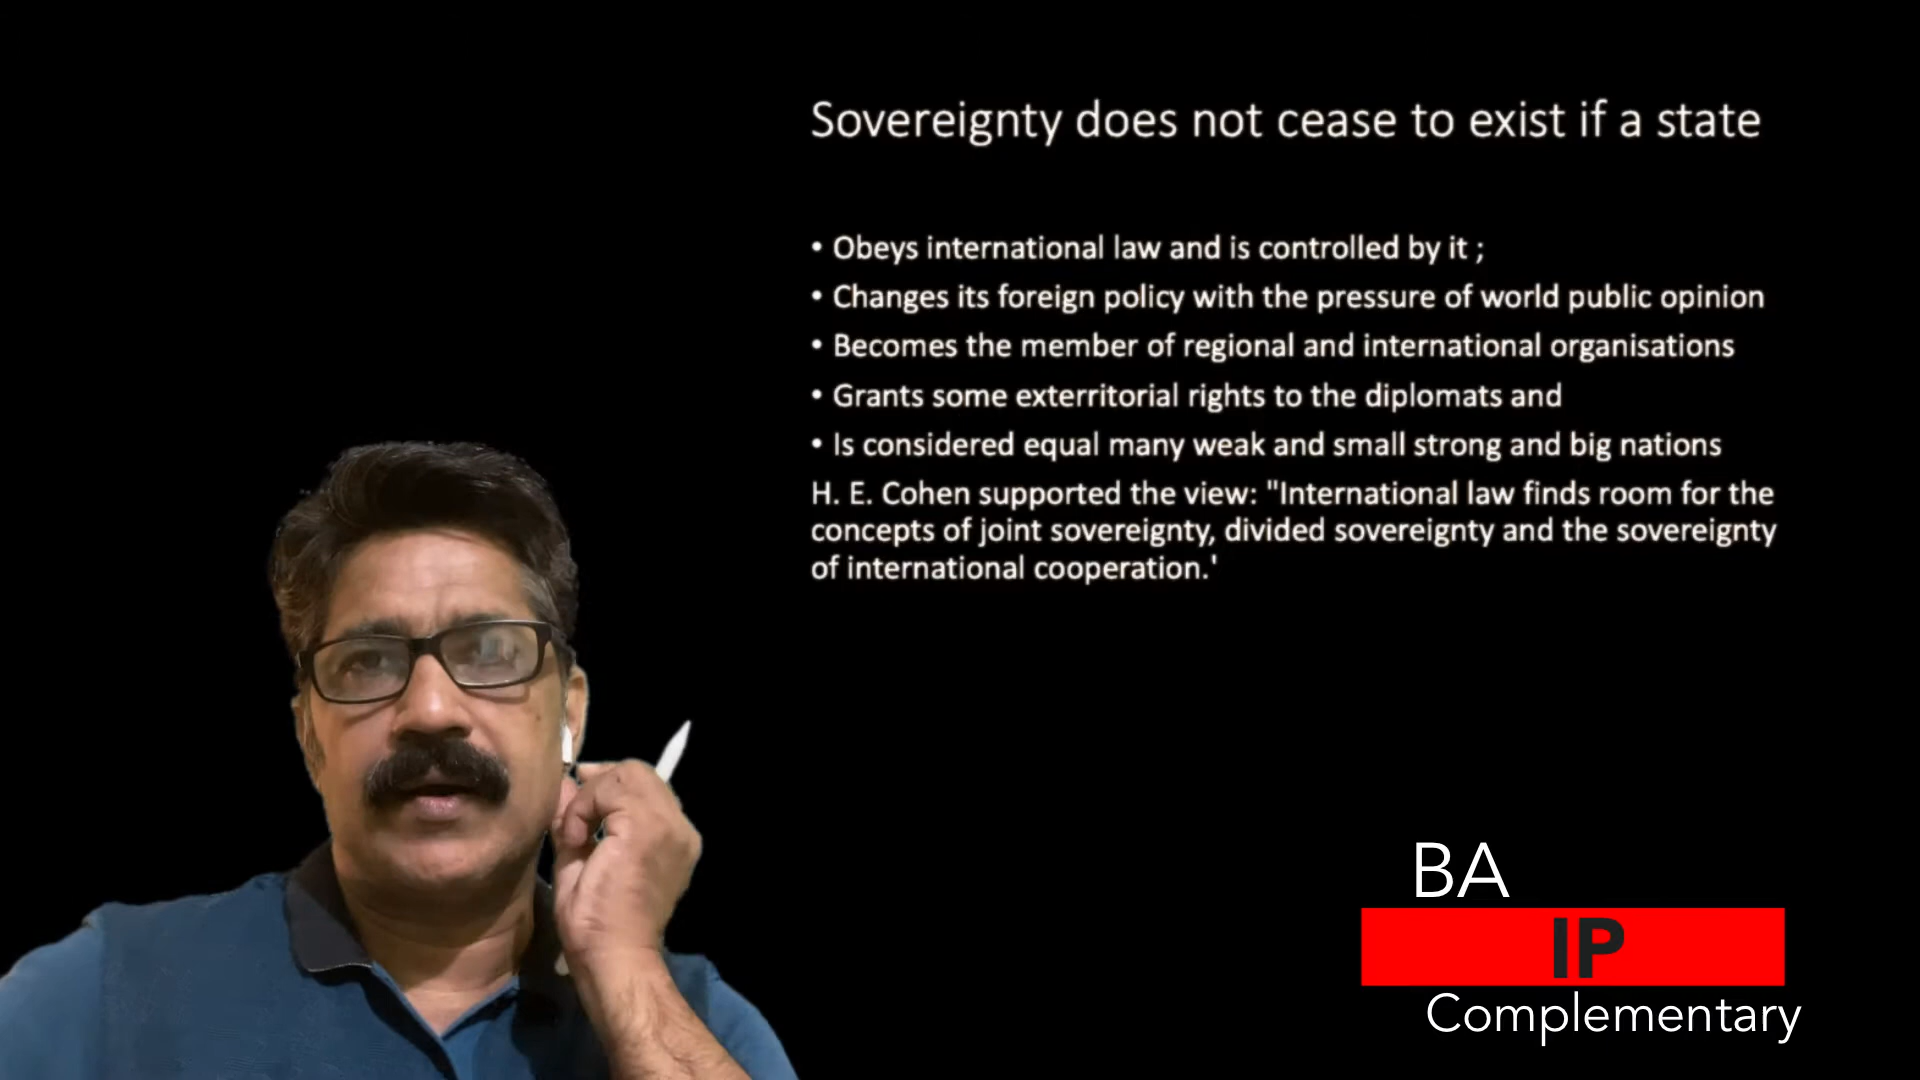 Sovereignty does not cease to exist if a state
• Obeys international law and is controlled by it ;
• Changes its foreign policy with the pressure of world public opinion
• Becomes the member of regional and international organisations
• Grants some exterritorial rights to the diplomats and
• Is considered equal many weak and small strong and big nations
H. E. Cohen supported the view: "International law finds room for the
concepts of joint sovereignty, divided sovereignty and the sovereignty
of international cooperation.'
BA
IP
Complementary